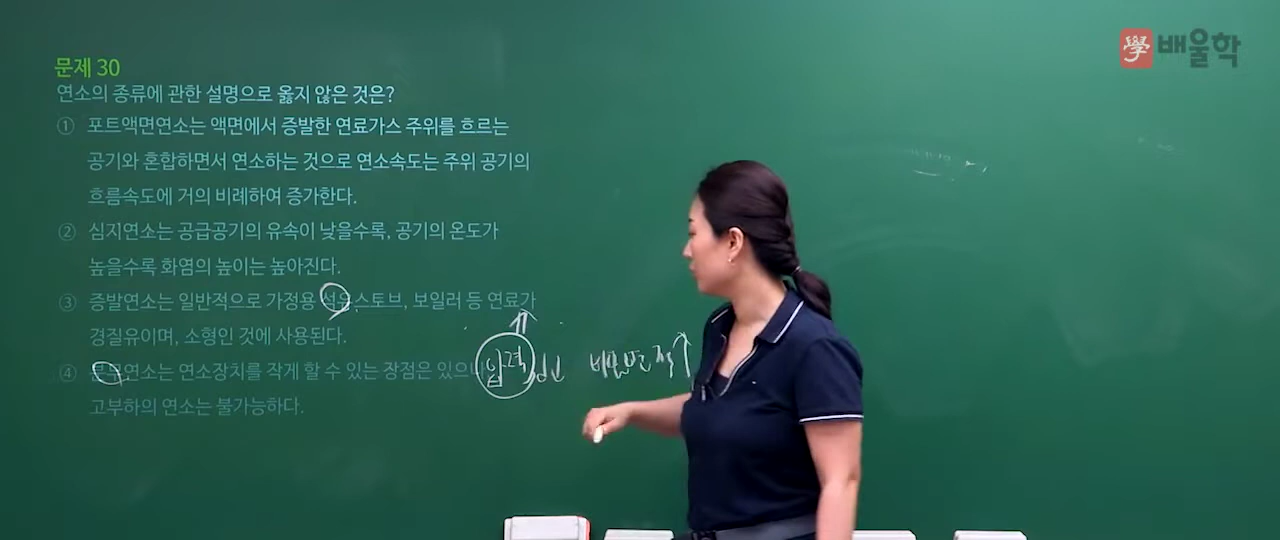 學 배울학
문제 30
연소의 종류에 관한 설명으로 옳지 않은 것은?
① 포트액면연소는 액면에서 증발한 연료가스 주위를 흐르는
공기와 혼합하면서 연소하는 것으로 연소속도는 주위 공기의
흐름속도에 거의 비례하여 증가한다.
② 심지연소는 공급공기의 유속이 낮을수록, 공기의 온도가
높을수록 화염의 높이는 높아진다.
③ 증발연소는 일반적으로 가정용 석유스토브, 보일러 등 연료가
경질유이며, 소형인 것에 사용된다.
④ 분무연소는 연소장치를 작게 할 수 있는 장점은 있으나
고부하의 연소는 불가능하다.
압력